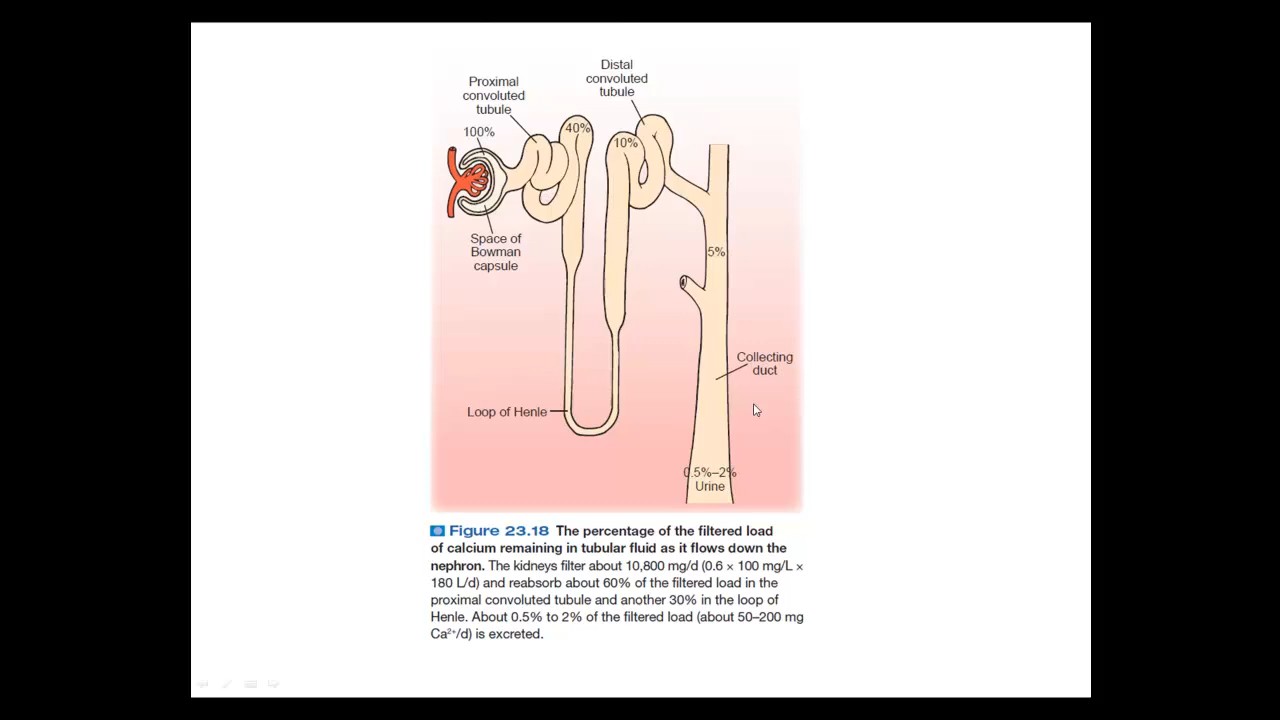 Distal
convoluted
tubule
Proximal
convoluted
tubule
100%
40%
10%
Space of
Bowman
capsule
5%
Collecting
duct
Loop of Henle
0.5%–2%
Urine
Figure 23.18 The percentage of the filtered load
of calcium remaining in tubular fluid as it flows down the
nephron. The kidneys filter about 10,800 mg/d (0.6 × 100 mg/L ×
180 L/d) and reabsorb about 60% of the filtered load in the
proximal convoluted tubule and another 30% in the loop of
Henle. About 0.5% to 2% of the filtered load (about 50–200 mg
Ca²⁺/d) is excreted.